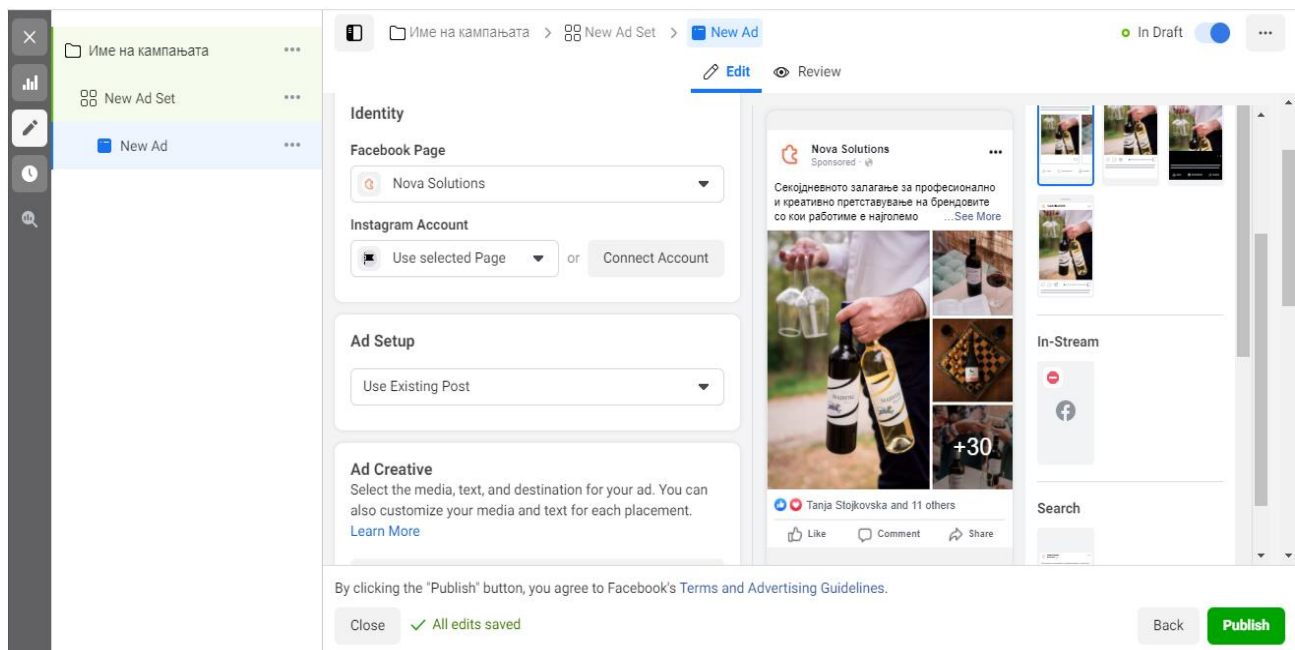 Име на кампањата
New Ad Set
New Ad
Име на кампањата > New Ad Set > New Ad
In Draft
Edit
Review
Identity
Facebook Page
Nova Solutions
Instagram Account
Use selected Page
or
Connect Account
Ad Setup
Use Existing Post
Ad Creative
Select the media, text, and destination for your ad. You can
also customize your media and text for each placement.
Learn More
Nova Solutions
Sponsored ·
Секојдневното залагање за професионално
и креативно претставување на брендовите
со кои работиме е најголемо ...See More
+30
Tanja Stojkovska and 11 others
Like Comment Share
In-Stream
Search
By clicking the "Publish" button, you agree to Facebook's Terms and Advertising Guidelines.
Close
All edits saved
Back
Publish